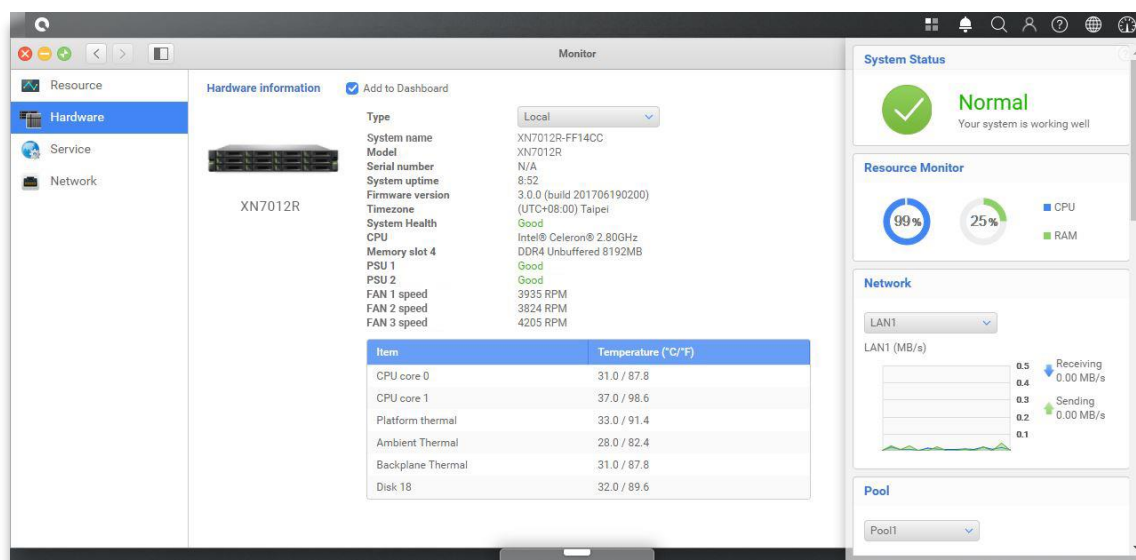 Monitor
Resource
Hardware
Service
Network
Hardware information
Add to Dashboard
XN7012R
Type Local
System name XN7012R-FF14CC
Model XN7012R
Serial number N/A
System uptime 8:52
Firmware version 3.0.0 (build 201706190200)
Timezone (UTC+08:00) Taipei
System Health Good
CPU Intel® Celeron® 2.80GHz
Memory slot 4 DDR4 Unbuffered 8192MB
PSU 1 Good
PSU 2 Good
FAN 1 speed 3935 RPM
FAN 2 speed 3824 RPM
FAN 3 speed 4205 RPM
Item Temperature (°C/°F)
CPU core 0 31.0 / 87.8
CPU core 1 37.0 / 98.6
Platform thermal 33.0 / 91.4
Ambient Thermal 28.0 / 82.4
Backplane Thermal 31.0 / 87.8
Disk 18 32.0 / 89.6
System Status
Normal
Your system is working well
Resource Monitor
99%
25%
CPU
RAM
Network
LAN1
LAN1 (MB/s)
0.5
0.4
0.3
0.2
0.1
Receiving
0.00 MB/s
Sending
0.00 MB/s
Pool
Pool1